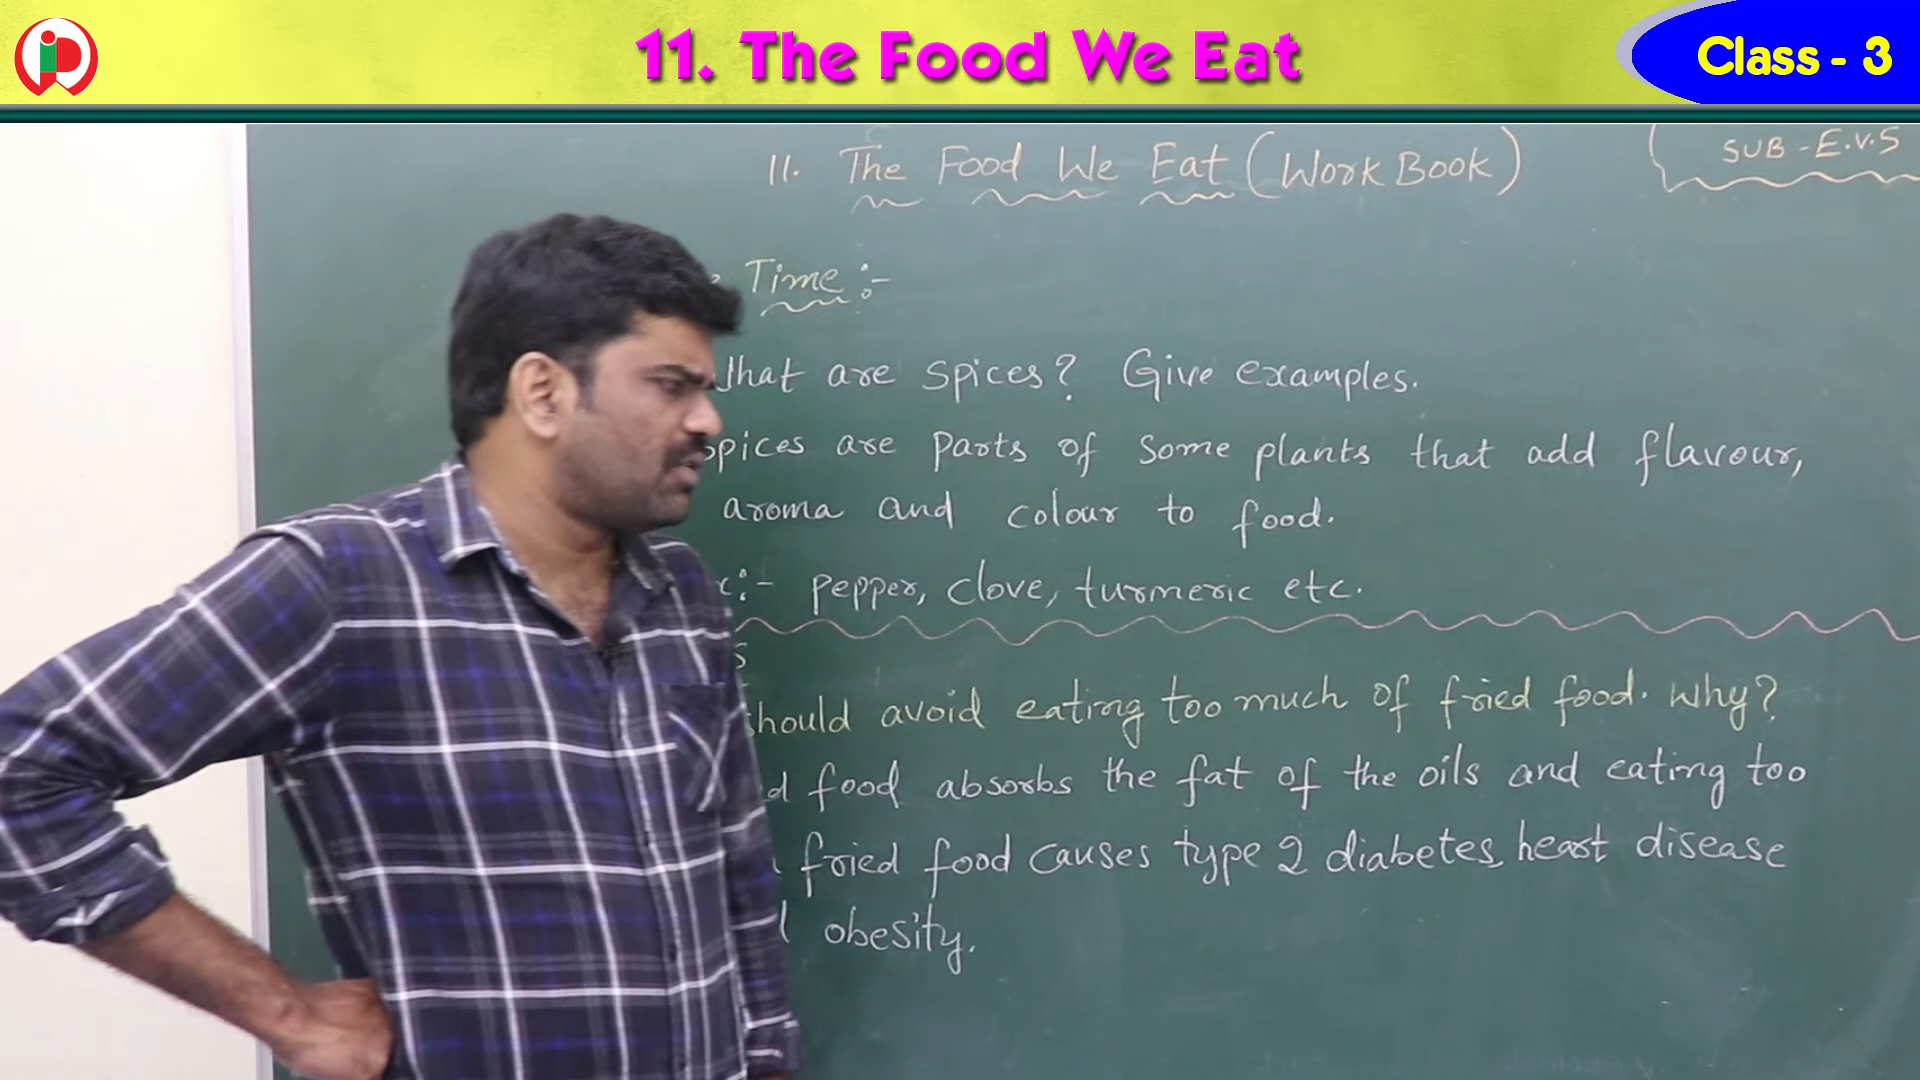 11. The Food We Eat
Class - 3
11. The Food We Eat (Work Book)
SUB - E.V.S
Time :-
What are spices? Give examples.
spices are parts of some plants that add flavour,
aroma and colour to food.
:- pepper, clove, turmeric etc.
should avoid eating too much of fried food. Why?
food absorbs the fat of the oils and eating too
fried food causes type 2 diabetes, heart disease
obesity.